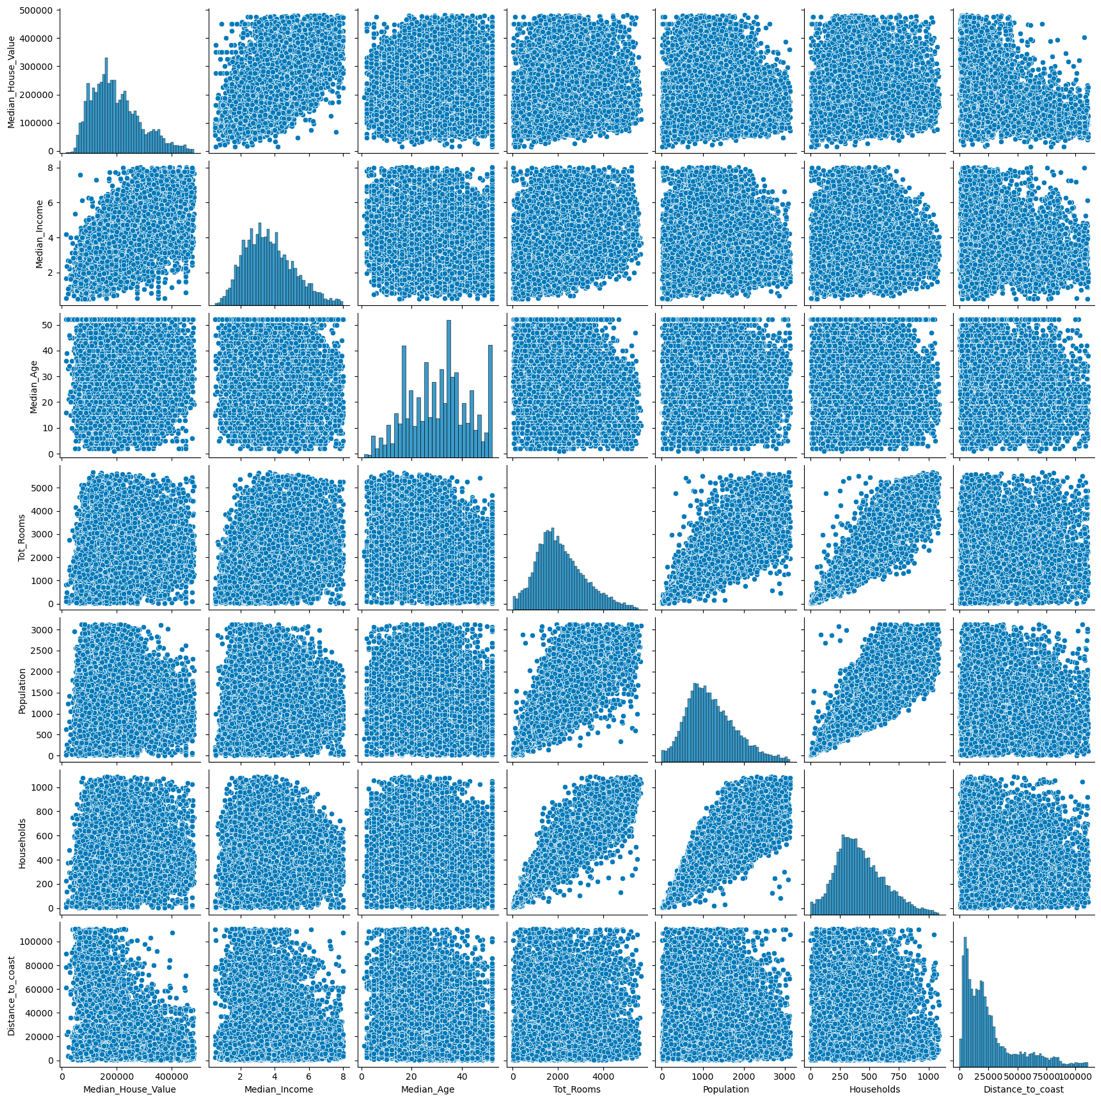 500000
400000
300000
200000
100000
0
Median_House_Value
8
6
4
2
Median_Income
50
40
30
20
10
0
Median_Age
5000
4000
3000
2000
1000
0
Tot_Rooms
3000
2500
2000
1500
1000
500
0
Population
1000
800
600
400
200
0
Households
100000
80000
60000
40000
20000
0
Distance_to_coast
0 200000 400000
Median_House_Value
2 4 6 8
Median_Income
20 40
Median_Age
0 2000 4000
Tot_Rooms
0 1000 2000 3000
Population
0 250 500 750 1000
Households
0 25000 50000 75000 100000
Distance_to_coast